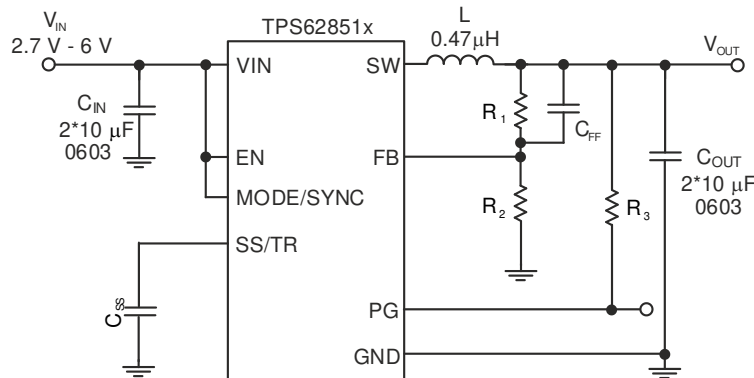 TPS62851x
V_IN
2.7 V - 6 V
L
0.47µH
V_OUT
VIN
SW
C_IN
2*10 µF
0603
R_1
C_FF
EN
FB
C_OUT
2*10 µF
0603
MODE/SYNC
R_2
R_3
SS/TR
C_SS
PG
GND